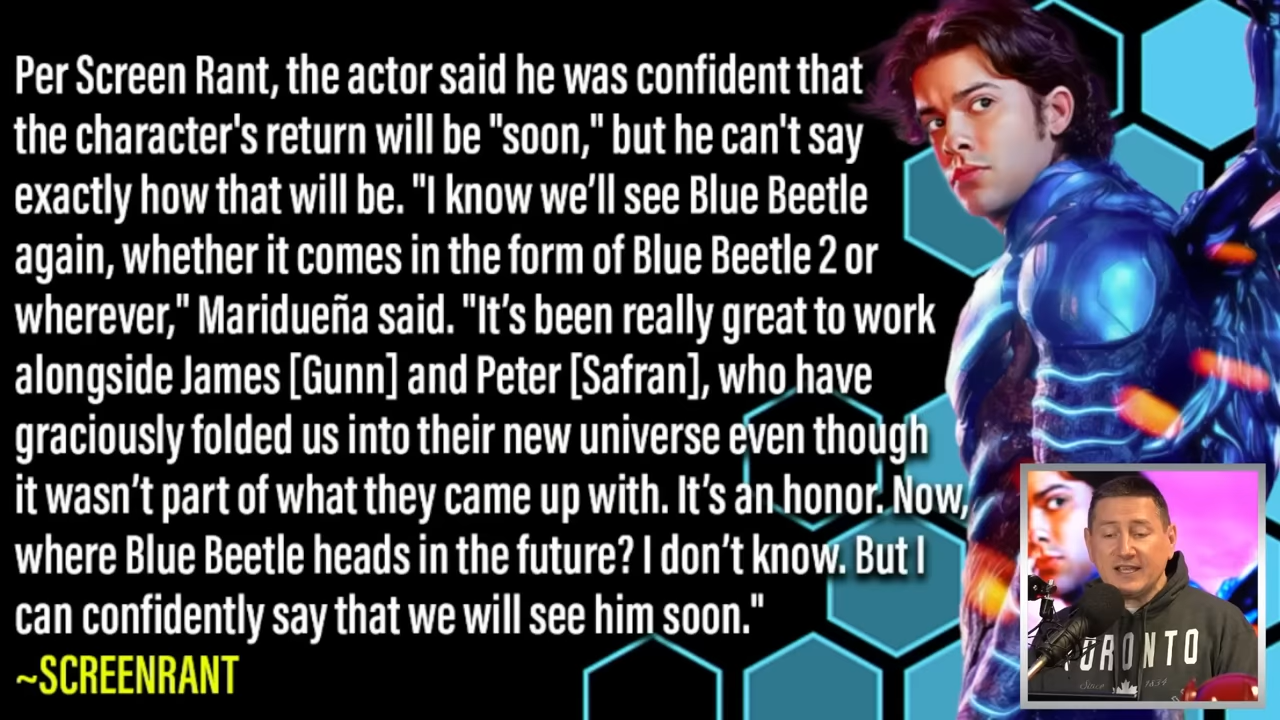 Per Screen Rant, the actor said he was confident that
the character's return will be "soon," but he can't say
exactly how that will be. "I know we’ll see Blue Beetle
again, whether it comes in the form of Blue Beetle 2 or
wherever," Maridueña said. "It’s been really great to work
alongside James [Gunn] and Peter [Safran], who have
graciously folded us into their new universe even though
it wasn’t part of what they came up with. It’s an honor. Now,
where Blue Beetle heads in the future? I don’t know. But I
can confidently say that we will see him soon."
~SCREENRANT
TORONTO
Since 1834